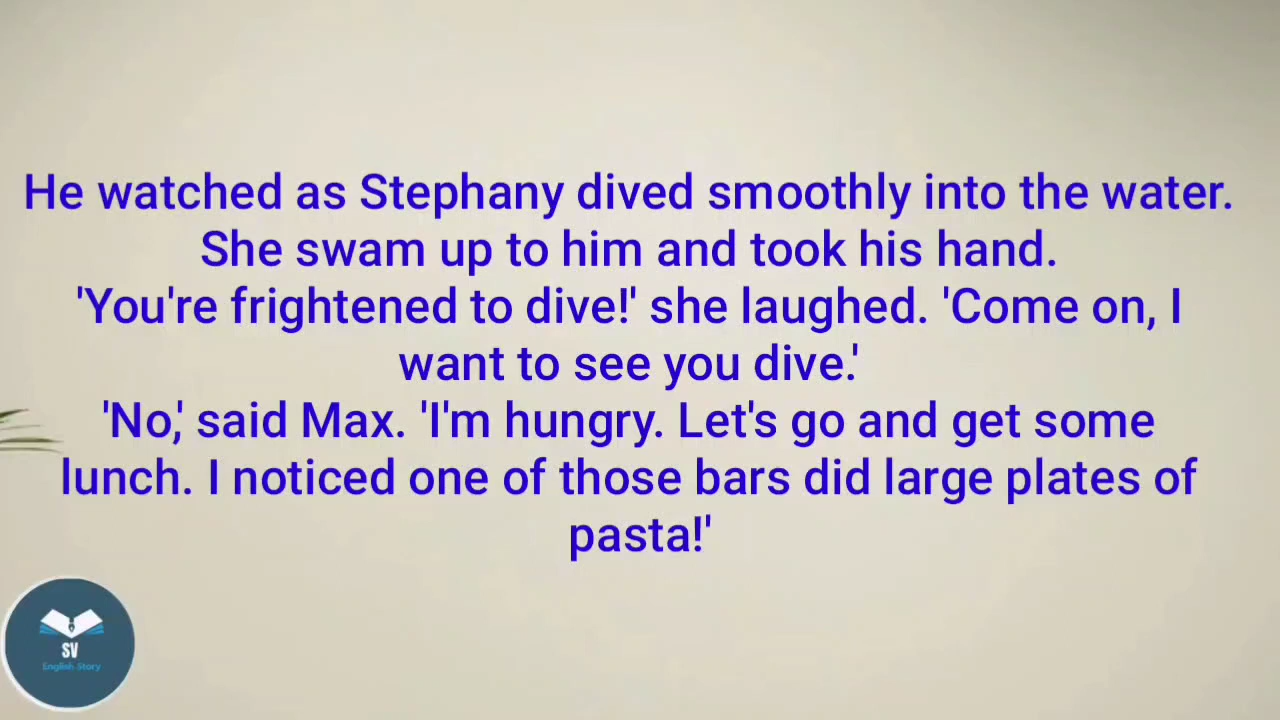 He watched as Stephany dived smoothly into the water.
She swam up to him and took his hand.
'You're frightened to dive!' she laughed. 'Come on, I
want to see you dive.'
'No,' said Max. 'I'm hungry. Let's go and get some
lunch. I noticed one of those bars did large plates of
pasta!'
SV
English Story